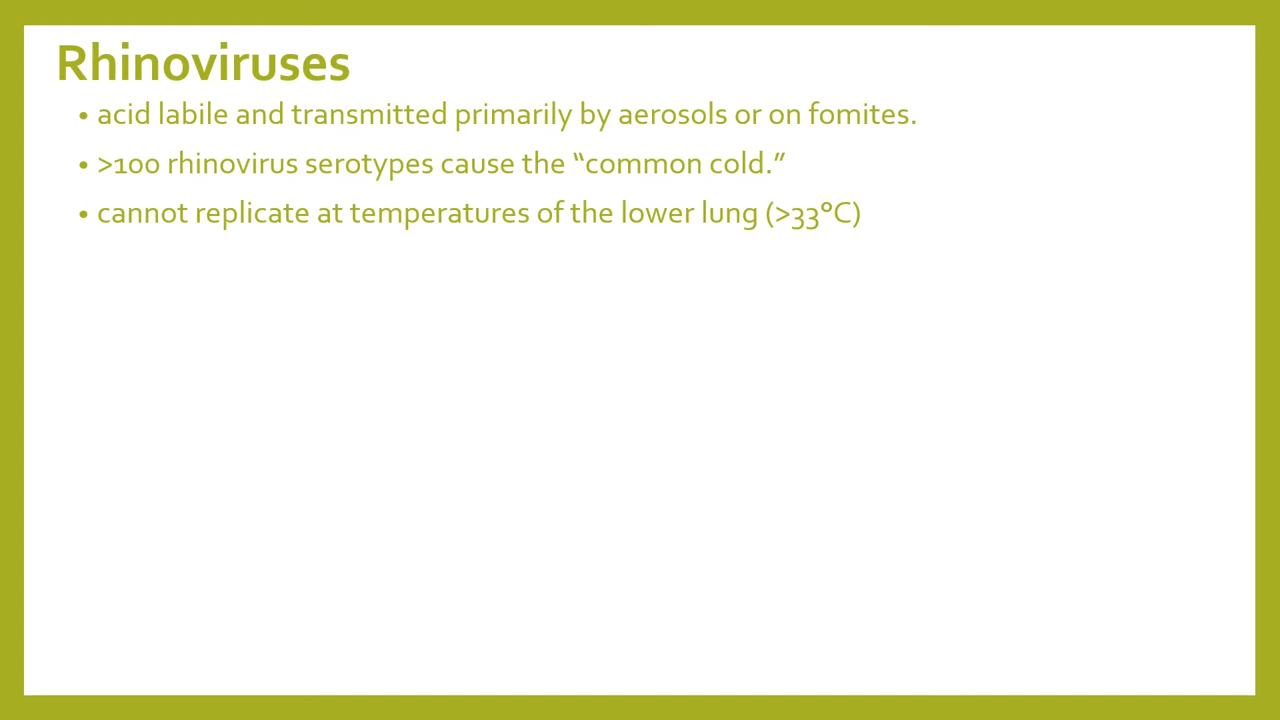 Rhinoviruses
• acid labile and transmitted primarily by aerosols or on fomites.
• >100 rhinovirus serotypes cause the “common cold.”
• cannot replicate at temperatures of the lower lung (>33°C)